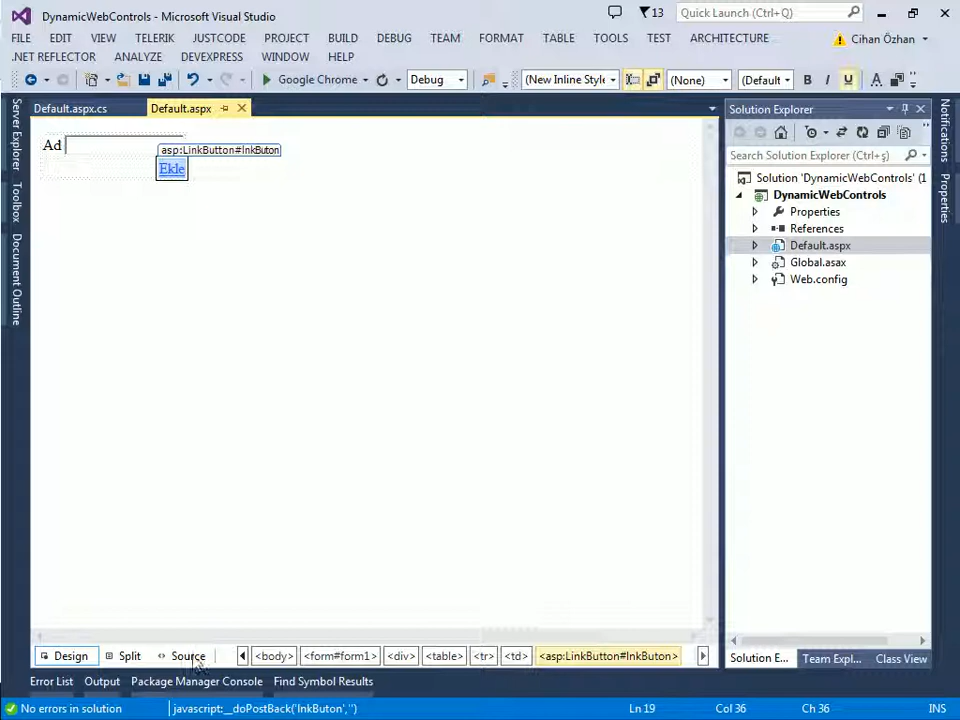 DynamicWebControls - Microsoft Visual Studio
13
Quick Launch (Ctrl+Q)
FILE EDIT VIEW TELERIK JUSTCODE PROJECT BUILD DEBUG TEAM FORMAT TABLE TOOLS TEST ARCHITECTURE
Cihan Özhan
.NET REFLECTOR ANALYZE DEVEXPRESS WINDOW HELP
Google Chrome Debug (New Inline Style (None) (Default B I U A
Default.aspx.cs Default.aspx
Solution Explorer
Server Explorer
Toolbox
Document Outline
Notifications
Properties
Ad
asp:LinkButton#lnkButon
Ekle
Search Solution Explorer (Ctrl+ş)
Solution 'DynamicWebControls' (1
DynamicWebControls
Properties
References
Default.aspx
Global.asax
Web.config
Design Split Source <body> <form#form1> <div> <table> <tr> <td> <asp:LinkButton#lnkButon>
Solution E... Team Expl... Class View
Error List Output Package Manager Console Find Symbol Results
No errors in solution javascript:__doPostBack('lnkButon','') Ln 19 Col 36 Ch 36 INS